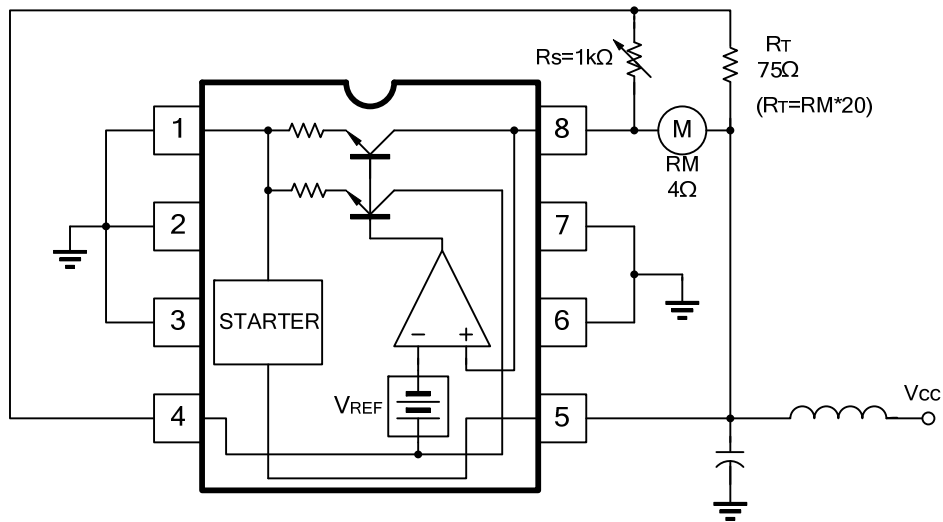 Rs=1kΩ
RT
75Ω
(RT=RM*20)
1
8
M
RM
4Ω
2
7
STARTER
3
6
− +
VREF
4
5
Vcc